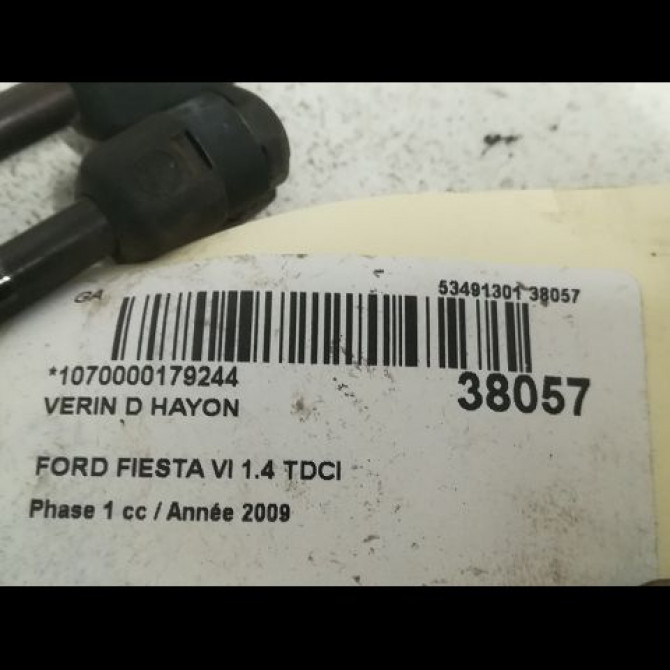 GA 53491301 38057
*1070000179244 38057
VERIN D HAYON
FORD FIESTA VI 1.4 TDCI
Phase 1 cc / Année 2009